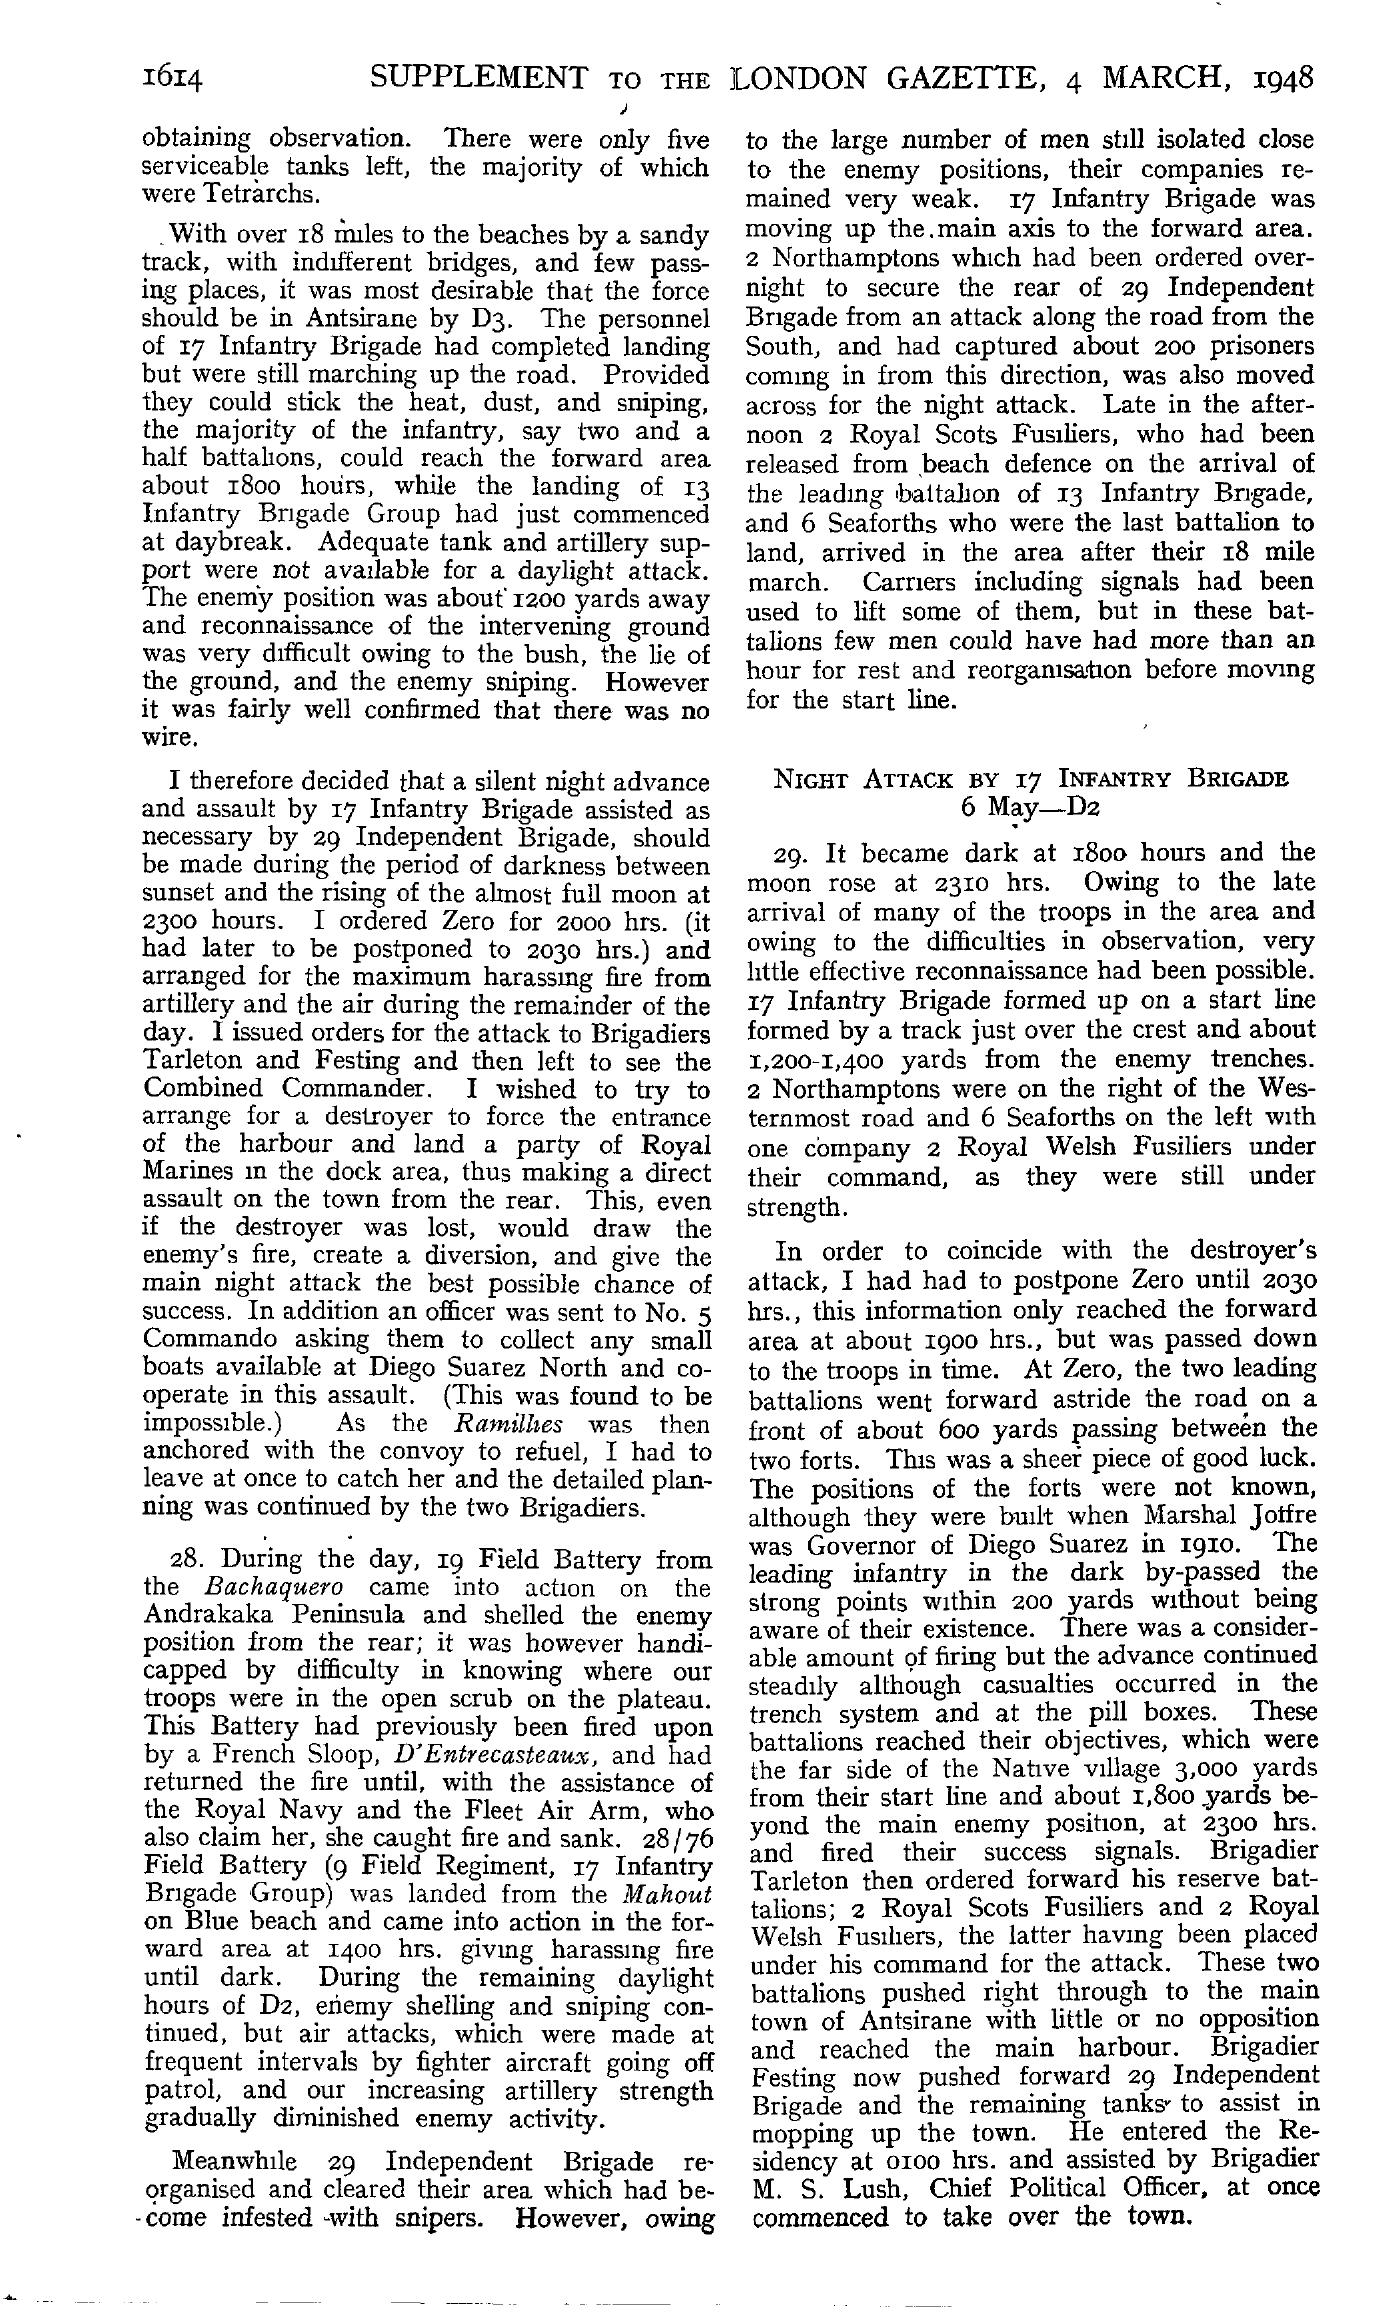 1614 SUPPLEMENT TO THE LONDON GAZETTE, 4 MARCH, 1948
obtaining observation. There were only five
serviceable tanks left, the majority of which
were Tetrarchs.
With over 18 miles to the beaches by a sandy
track, with indifferent bridges, and few pass-
ing places, it was most desirable that the force
should be in Antsirane by D3. The personnel
of 17 Infantry Brigade had completed landing
but were still marching up the road. Provided
they could stick the heat, dust, and sniping,
the majority of the infantry, say two and a
half battalions, could reach the forward area
about 1800 hours, while the landing of 13
Infantry Brigade Group had just commenced
at daybreak. Adequate tank and artillery sup-
port were not available for a daylight attack.
The enemy position was about 1200 yards away
and reconnaissance of the intervening ground
was very difficult owing to the bush, the lie of
the ground, and the enemy sniping. However
it was fairly well confirmed that there was no
wire.
I therefore decided that a silent night advance
and assault by 17 Infantry Brigade assisted as
necessary by 29 Independent Brigade, should
be made during the period of darkness between
sunset and the rising of the almost full moon at
2300 hours. I ordered Zero for 2000 hrs. (it
had later to be postponed to 2030 hrs.) and
arranged for the maximum harassing fire from
artillery and the air during the remainder of the
day. I issued orders for the attack to Brigadiers
Tarleton and Festing and then left to see the
Combined Commander. I wished to try to
arrange for a destroyer to force the entrance
of the harbour and land a party of Royal
Marines in the dock area, thus making a direct
assault on the town from the rear. This, even
if the destroyer was lost, would draw the
enemy's fire, create a diversion, and give the
main night attack the best possible chance of
success. In addition an officer was sent to No. 5
Commando asking them to collect any small
boats available at Diego Suarez North and co-
operate in this assault. (This was found to be
impossible.) As the Ramillies was then
anchored with the convoy to refuel, I had to
leave at once to catch her and the detailed plan-
ning was continued by the two Brigadiers.
28. During the day, 19 Field Battery from
the Bachaquero came into action on the
Andrakaka Peninsula and shelled the enemy
position from the rear; it was however handi-
capped by difficulty in knowing where our
troops were in the open scrub on the plateau.
This Battery had previously been fired upon
by a French Sloop, D'Entrecasteaux, and had
returned the fire until, with the assistance of
the Royal Navy and the Fleet Air Arm, who
also claim her, she caught fire and sank. 28/76
Field Battery (9 Field Regiment, 17 Infantry
Brigade Group) was landed from the Mahout
on Blue beach and came into action in the for-
ward area at 1400 hrs. giving harassing fire
until dark. During the remaining daylight
hours of D2, enemy shelling and sniping con-
tinued, but air attacks, which were made at
frequent intervals by fighter aircraft going off
patrol, and our increasing artillery strength
gradually diminished enemy activity.
Meanwhile 29 Independent Brigade re-
organised and cleared their area which had be-
come infested with snipers. However, owing
to the large number of men still isolated close
to the enemy positions, their companies re-
mained very weak. 17 Infantry Brigade was
moving up the main axis to the forward area.
2 Northamptons which had been ordered over-
night to secure the rear of 29 Independent
Brigade from an attack along the road from the
South, and had captured about 200 prisoners
coming in from this direction, was also moved
across for the night attack. Late in the after-
noon 2 Royal Scots Fusiliers, who had been
released from beach defence on the arrival of
the leading battalion of 13 Infantry Brigade,
and 6 Seaforths who were the last battalion to
land, arrived in the area after their 18 mile
march. Carriers including signals had been
used to lift some of them, but in these bat-
talions few men could have had more than an
hour for rest and reorganisation before moving
for the start line.
NIGHT ATTACK BY 17 INFANTRY BRIGADE
6 May—D2
29. It became dark at 1800 hours and the
moon rose at 2310 hrs. Owing to the late
arrival of many of the troops in the area and
owing to the difficulties in observation, very
little effective reconnaissance had been possible.
17 Infantry Brigade formed up on a start line
formed by a track just over the crest and about
1,200-1,400 yards from the enemy trenches.
2 Northamptons were on the right of the Wes-
ternmost road and 6 Seaforths on the left with
one company 2 Royal Welsh Fusiliers under
their command, as they were still under
strength.
In order to coincide with the destroyer's
attack, I had had to postpone Zero until 2030
hrs., this information only reached the forward
area at about 1900 hrs., but was passed down
to the troops in time. At Zero, the two leading
battalions went forward astride the road on a
front of about 600 yards passing between the
two forts. This was a sheer piece of good luck.
The positions of the forts were not known,
although they were built when Marshal Joffre
was Governor of Diego Suarez in 1910. The
leading infantry in the dark by-passed the
strong points within 200 yards without being
aware of their existence. There was a consider-
able amount of firing but the advance continued
steadily although casualties occurred in the
trench system and at the pill boxes. These
battalions reached their objectives, which were
the far side of the Native village 3,000 yards
from their start line and about 1,800 yards be-
yond the main enemy position, at 2300 hrs.
and fired their success signals. Brigadier
Tarleton then ordered forward his reserve bat-
talions; 2 Royal Scots Fusiliers and 2 Royal
Welsh Fusiliers, the latter having been placed
under his command for the attack. These two
battalions pushed right through to the main
town of Antsirane with little or no opposition
and reached the main harbour. Brigadier
Festing now pushed forward 29 Independent
Brigade and the remaining tanks to assist in
mopping up the town. He entered the Re-
sidency at 0100 hrs. and assisted by Brigadier
M. S. Lush, Chief Political Officer, at once
commenced to take over the town.